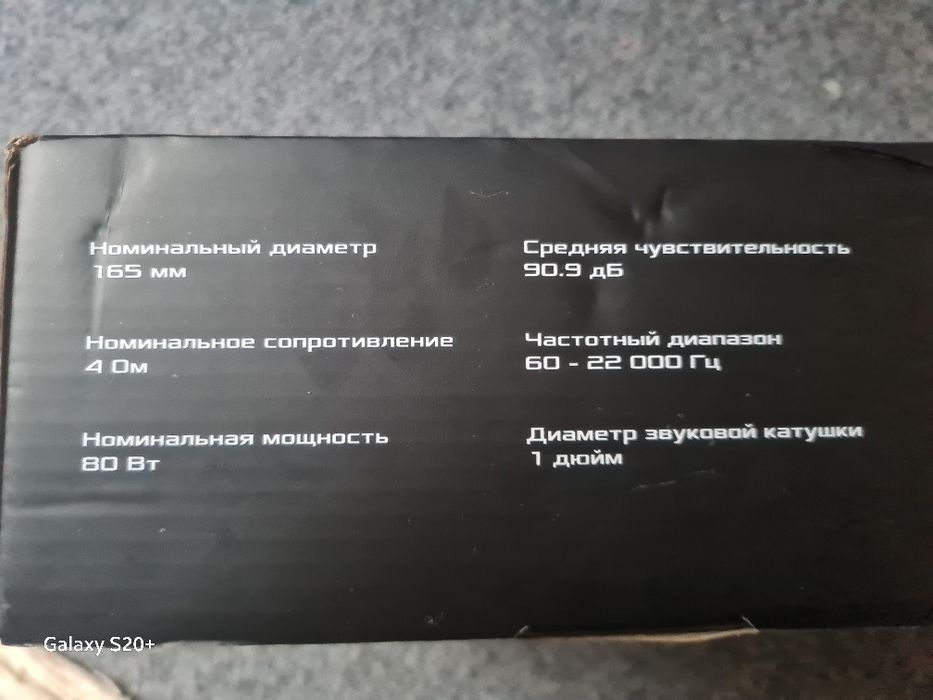 Номинальный диаметр
165 мм
Номинальное сопротивление
4 Ом
Номинальная мощность
80 Вт
Средняя чувствительность
90.9 дБ
Частотный диапазон
60 - 22 000 Гц
Диаметр звуковой катушки
1 дюйм
Galaxy S20+